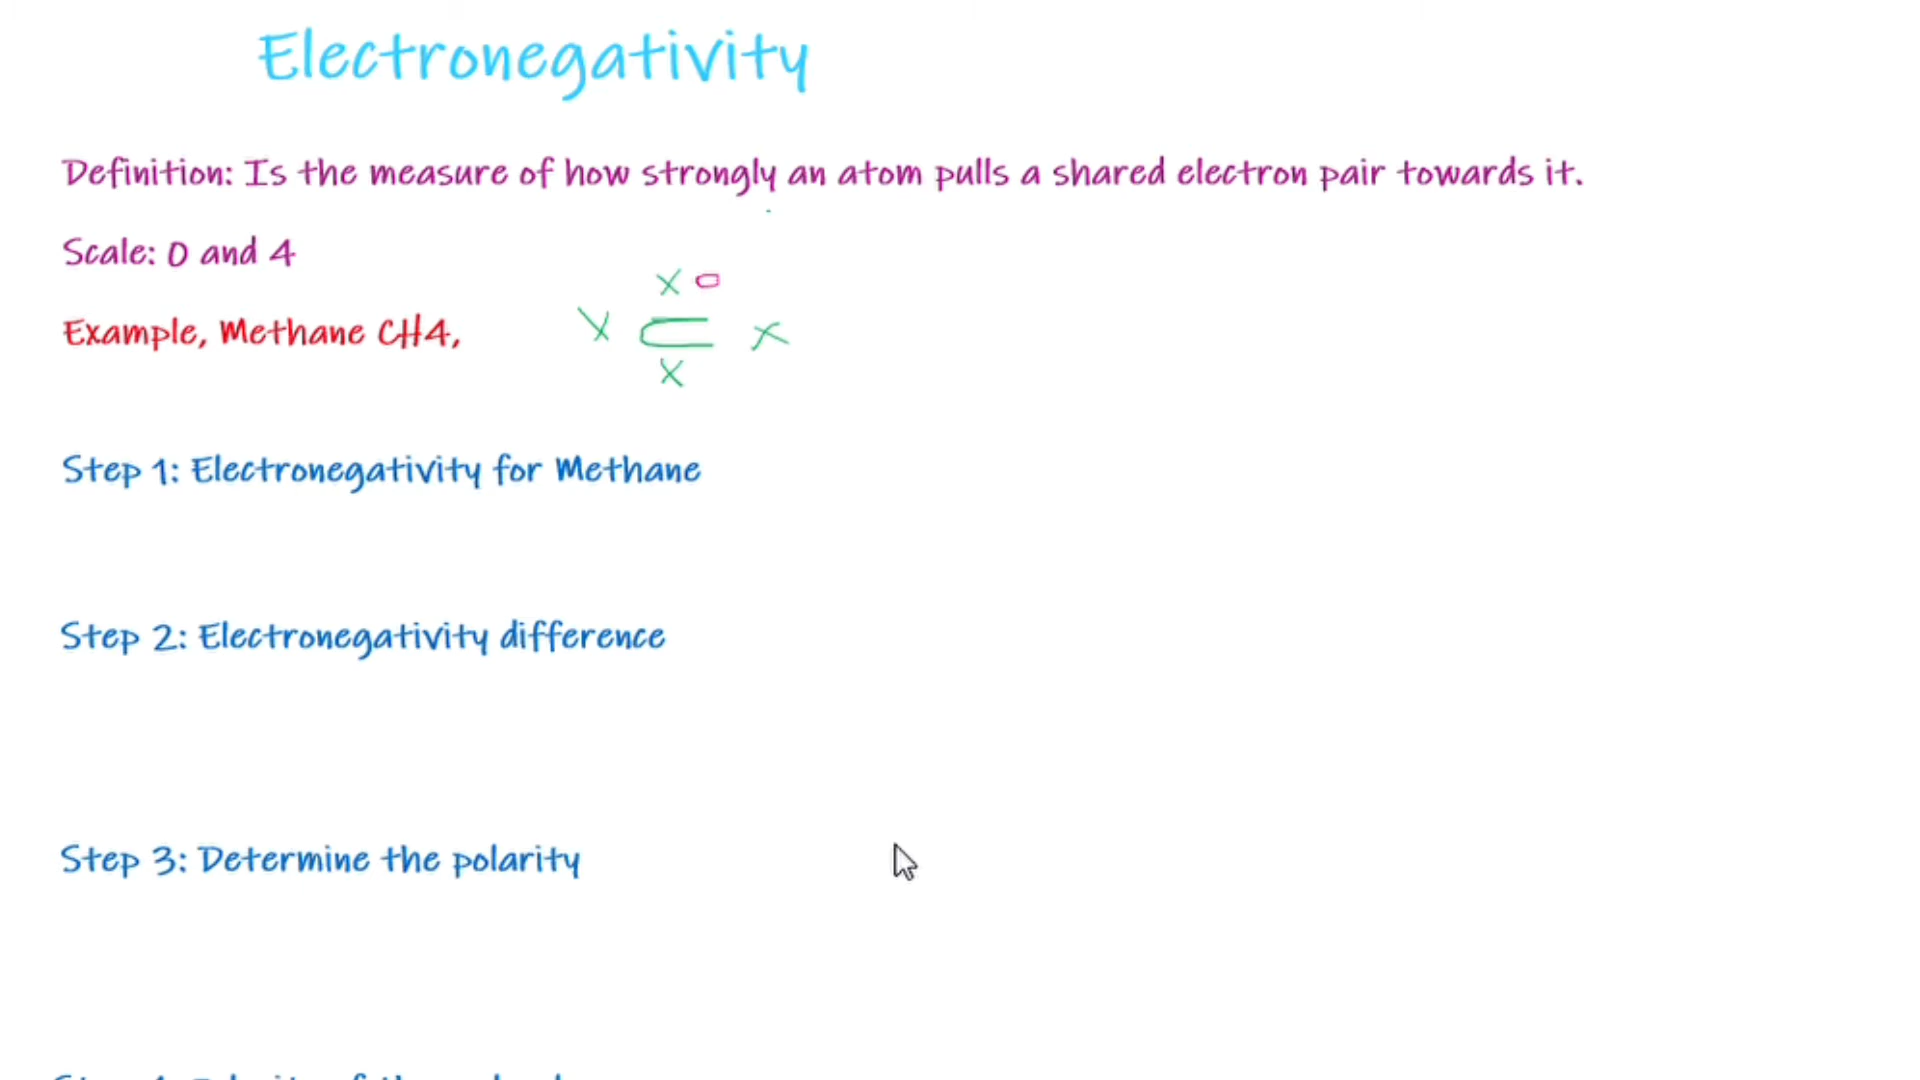 Electronegativity
Definition: Is the measure of how strongly an atom pulls a shared electron pair towards it.
Scale: 0 and 4
x o
Example, Methane CH4, x C x
x
Step 1: Electronegativity for Methane
Step 2: Electronegativity difference
Step 3: Determine the polarity